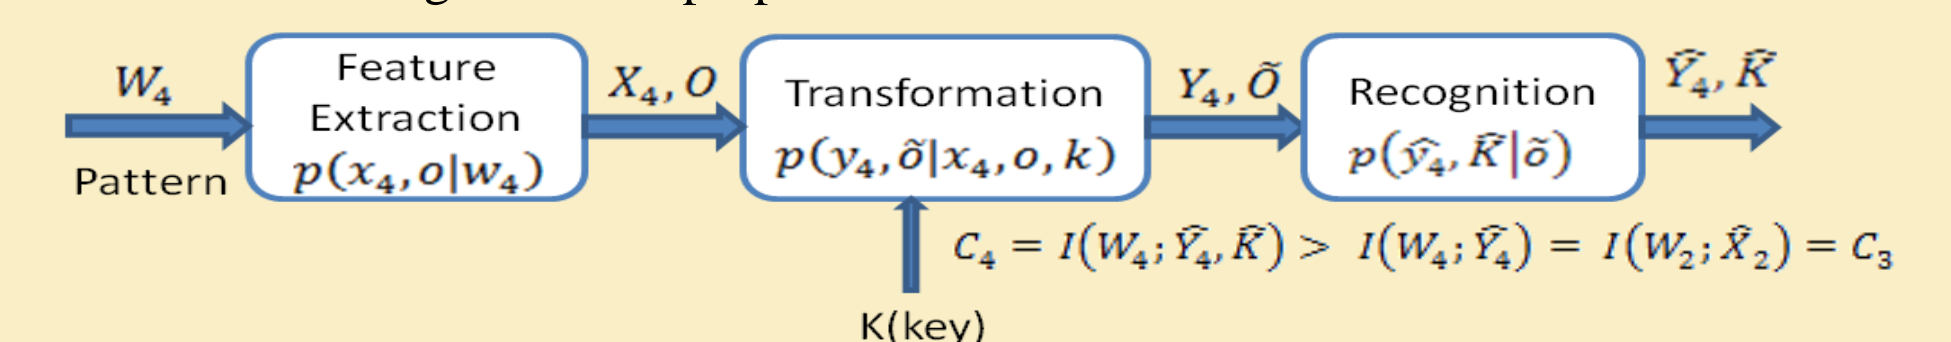 W₄
Pattern
Feature
Extraction
p(x₄, o|w₄)
X₄, O
Transformation
p(y₄, õ|x₄, o, k)
K(key)
Y₄, Õ
Recognition
p(ŷ₄, K̂|õ)
Ŷ₄, K̂
C₄ = I(W₄; Ŷ₄, K̂) > I(W₄; Ŷ₄) = I(W₂; X̂₂) = C₃